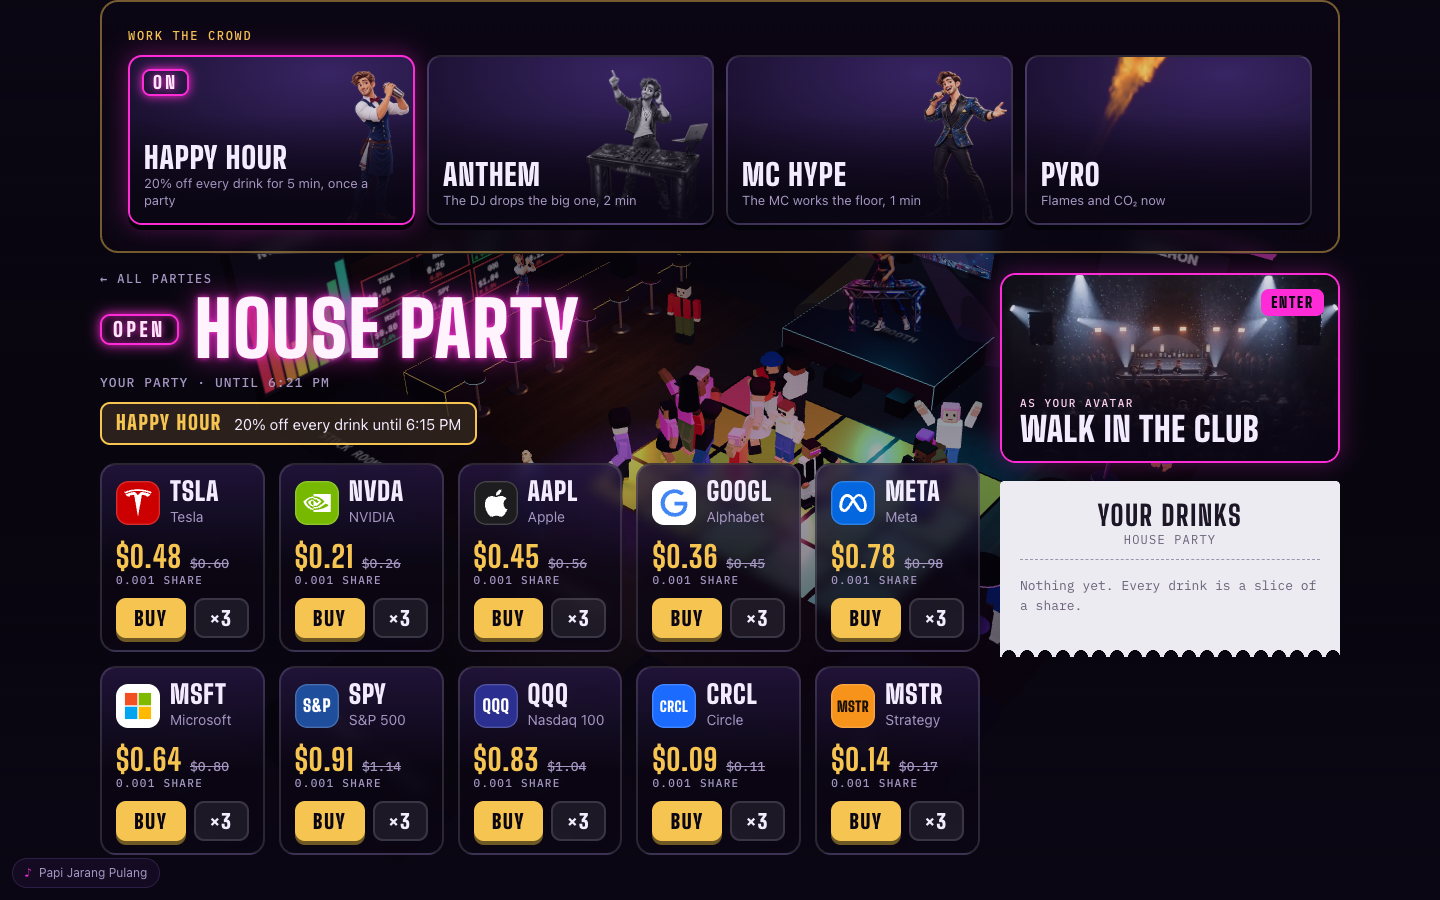 WORK THE CROWD
ON
HAPPY HOUR
20% off every drink for 5 min, once a
party
ANTHEM
The DJ drops the big one, 2 min
MC HYPE
The MC works the floor, 1 min
PYRO
Flames and CO₂ now
← ALL PARTIES
OPEN
HOUSE PARTY
YOUR PARTY · UNTIL 6:21 PM
HAPPY HOUR 20% off every drink until 6:15 PM
ENTER
AS YOUR AVATAR
WALK IN THE CLUB
TSLA
Tesla
$0.48 $0.60
0.001 SHARE
BUY ×3
NVDA
NVIDIA
$0.21 $0.26
0.001 SHARE
BUY ×3
AAPL
Apple
$0.45 $0.56
0.001 SHARE
BUY ×3
GOOGL
Alphabet
$0.36 $0.45
0.001 SHARE
BUY ×3
META
Meta
$0.78 $0.98
0.001 SHARE
BUY ×3
YOUR DRINKS
HOUSE PARTY
Nothing yet. Every drink is a slice of
a share.
MSFT
Microsoft
$0.64 $0.80
0.001 SHARE
BUY ×3
S&P
SPY
S&P 500
$0.91 $1.14
0.001 SHARE
BUY ×3
QQQ
QQQ
Nasdaq 100
$0.83 $1.04
0.001 SHARE
BUY ×3
CRCL
CRCL
Circle
$0.09 $0.11
0.001 SHARE
BUY ×3
MSTR
MSTR
Strategy
$0.14 $0.17
0.001 SHARE
BUY ×3
♪ Papi Jarang Pulang